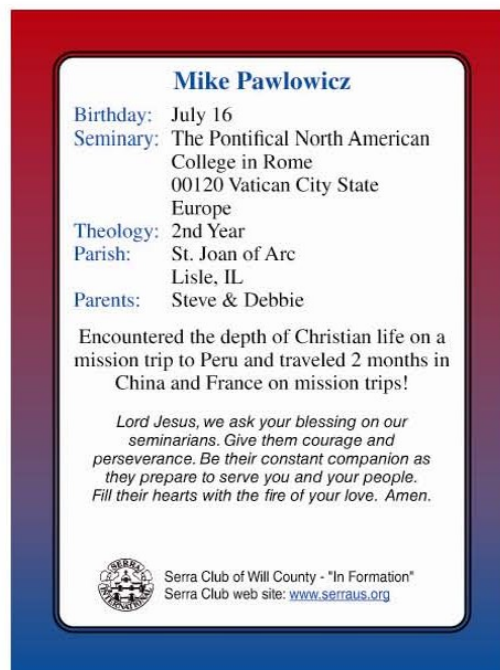 Mike Pawlowicz
Birthday: July 16
Seminary: The Pontifical North American
College in Rome
00120 Vatican City State
Europe
Theology: 2nd Year
Parish: St. Joan of Arc
Lisle, IL
Parents: Steve & Debbie
Encountered the depth of Christian life on a
mission trip to Peru and traveled 2 months in
China and France on mission trips!
Lord Jesus, we ask your blessing on our
seminarians. Give them courage and
perseverance. Be their constant companion as
they prepare to serve you and your people.
Fill their hearts with the fire of your love. Amen.
SERRA
INTERNATIONAL
Serra Club of Will County - "In Formation"
Serra Club web site: www.serraus.org